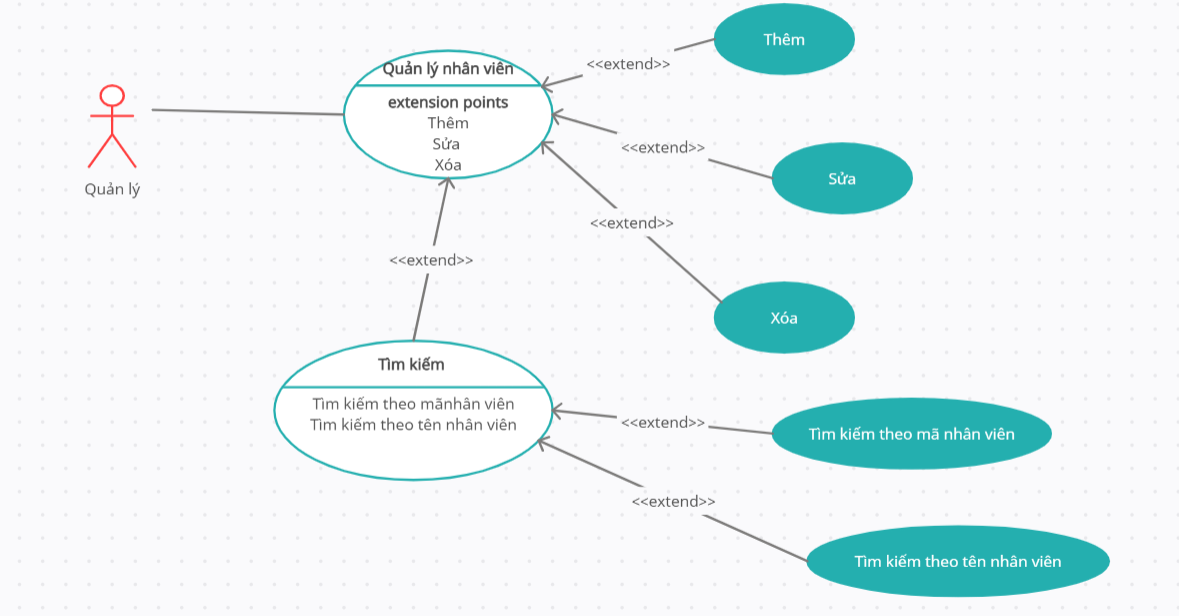 Thêm
<<extend>>
Quản lý nhân viên
extension points
Thêm
Sửa
Xóa
<<extend>>
Sửa
Quản lý
<<extend>>
<<extend>>
Xóa
Tìm kiếm
Tìm kiếm theo mãnhân viên
Tìm kiếm theo tên nhân viên
<<extend>>
Tìm kiếm theo mã nhân viên
<<extend>>
Tìm kiếm theo tên nhân viên